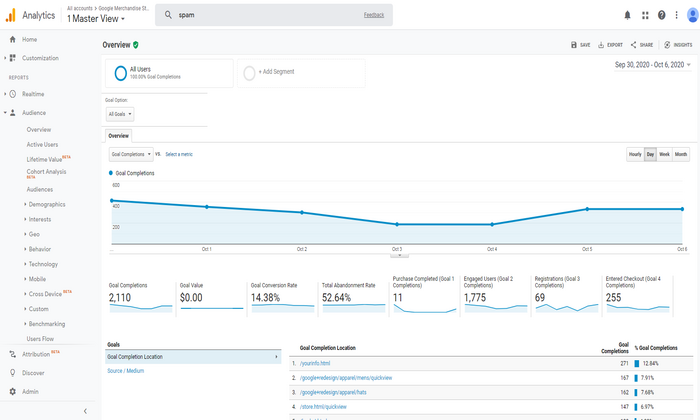 Analytics
All accounts > Google Merchandise St...
1 Master View
spam
Feedback
Home
Customization
REPORTS
Realtime
Audience
Overview
Active Users
Lifetime Value BETA
Cohort Analysis
BETA
Audiences
Demographics
Interests
Geo
Behavior
Technology
Mobile
Cross Device BETA
Custom
Benchmarking
Users Flow
Attribution BETA
Discover
Admin
Overview
SAVE
EXPORT
SHARE
INSIGHTS
All Users
100.00% Goal Completions
+ Add Segment
Sep 30, 2020 - Oct 6, 2020
Goal Option:
All Goals
Overview
Goal Completions VS. Select a metric
Hourly Day Week Month
Goal Completions
600
400
200
... Oct 1 Oct 2 Oct 3 Oct 4 Oct 5 Oct 6
Goal Completions
2,110
Goal Value
$0.00
Goal Conversion Rate
14.38%
Total Abandonment Rate
52.64%
Purchase Completed (Goal 1
Completions)
11
Engaged Users (Goal 2
Completions)
1,775
Registrations (Goal 3
Completions)
69
Entered Checkout (Goal 4
Completions)
255
Goals
Goal Completion Location
Source / Medium
Goal Completion Location Goal Completions % Goal Completions
1. /yourinfo.html 271 12.84%
2. /google+redesign/apparel/mens/quickview 167 7.91%
3. /google+redesign/apparel/hats 162 7.68%
4. /store.html/quickview 147 6.97%